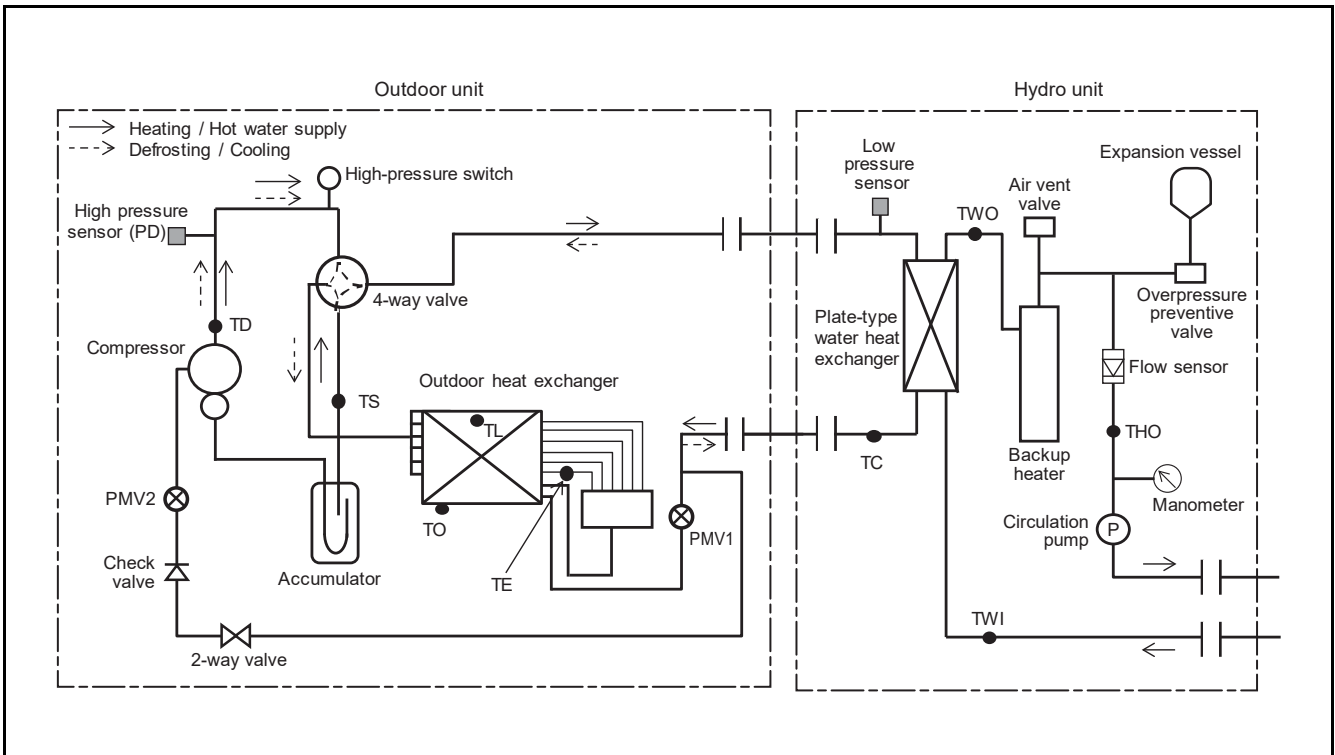 Outdoor unit
Hydro unit
Heating / Hot water supply
Defrosting / Cooling
High-pressure switch
High pressure
sensor (PD)
TD
Compressor
4-way valve
TS
Outdoor heat exchanger
TL
TO
TE
PMV1
PMV2
Check
valve
Accumulator
2-way valve
Low
pressure
sensor
TWO
Air vent
valve
Expansion vessel
Overpressure
preventive
valve
Plate-type
water heat
exchanger
Flow sensor
TC
THO
Backup
heater
Manometer
Circulation
pump
P
TWI